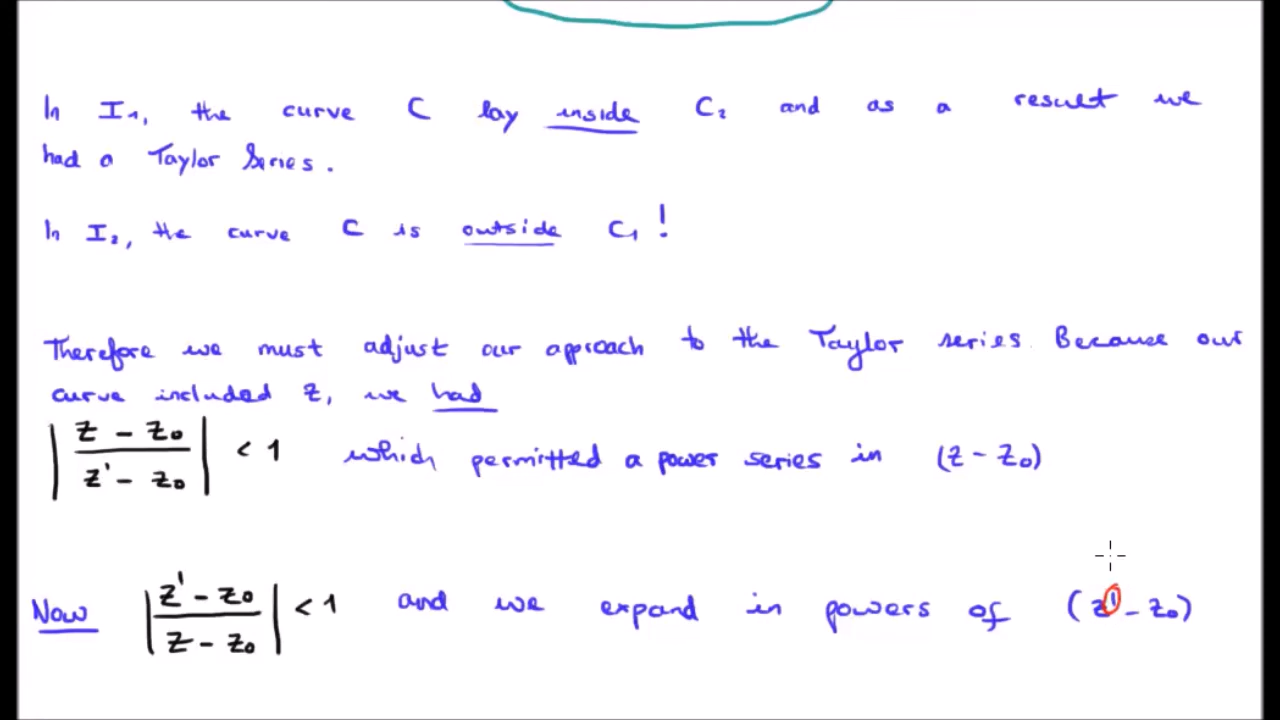 In I₁, the curve C lay inside C₂ and as a result we
had a Taylor Series.
In I₂, the curve C is outside C₁!
Therefore we must adjust our approach to the Taylor series. Because our
curve included z, we had
|(z - z₀)/(z' - z₀)| < 1 which permitted a power series in (z - z₀)
Now |(z' - z₀)/(z - z₀)| < 1 and we expand in powers of (z' - z₀)